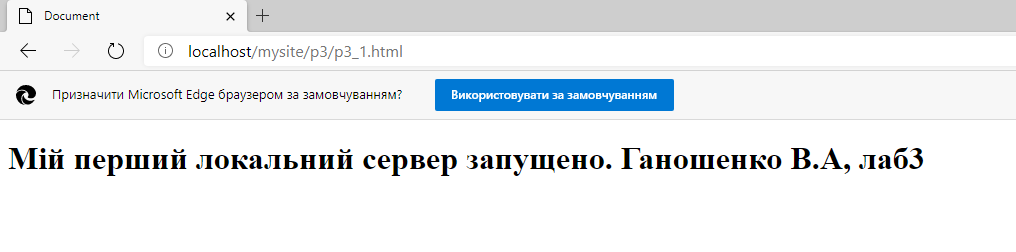 Document
localhost/mysite/p3/p3_1.html
Призначити Microsoft Edge браузером за замовчуванням?
Використовувати за замовчуванням
Мій перший локальний сервер запущено. Ганошенко В.А, лаб3